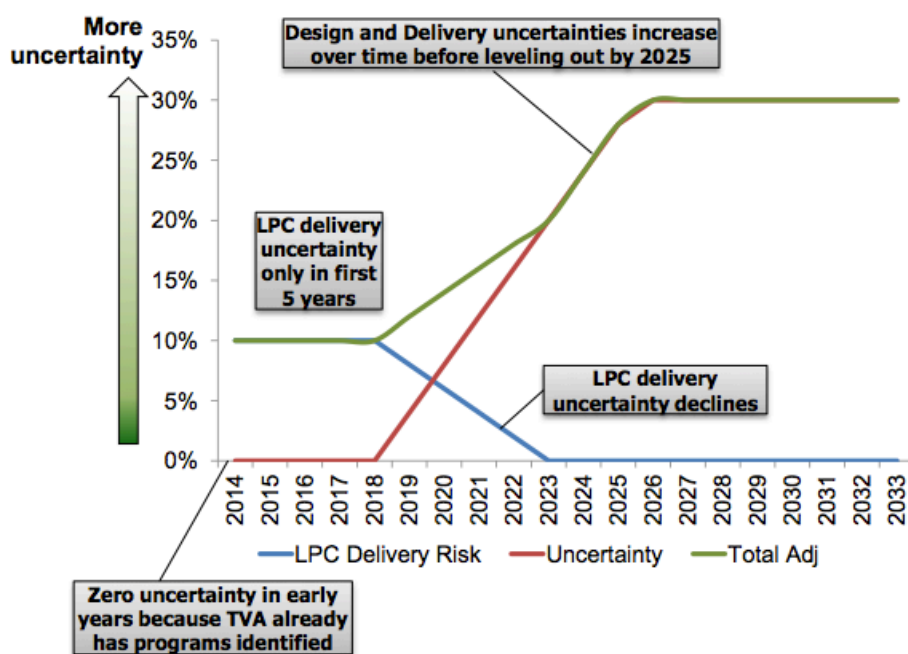 More
uncertainty
35%
30%
25%
20%
15%
10%
5%
0%
Design and Delivery uncertainties increase
over time before leveling out by 2025
LPC delivery
uncertainty
only in first
5 years
LPC delivery
uncertainty declines
2014
2015
2016
2017
2018
2019
2020
2021
2022
2023
2024
2025
2026
2027
2028
2029
2030
2031
2032
2033
LPC Delivery Risk
Uncertainty
Total Adj
Zero uncertainty in early
years because TVA already
has programs identified